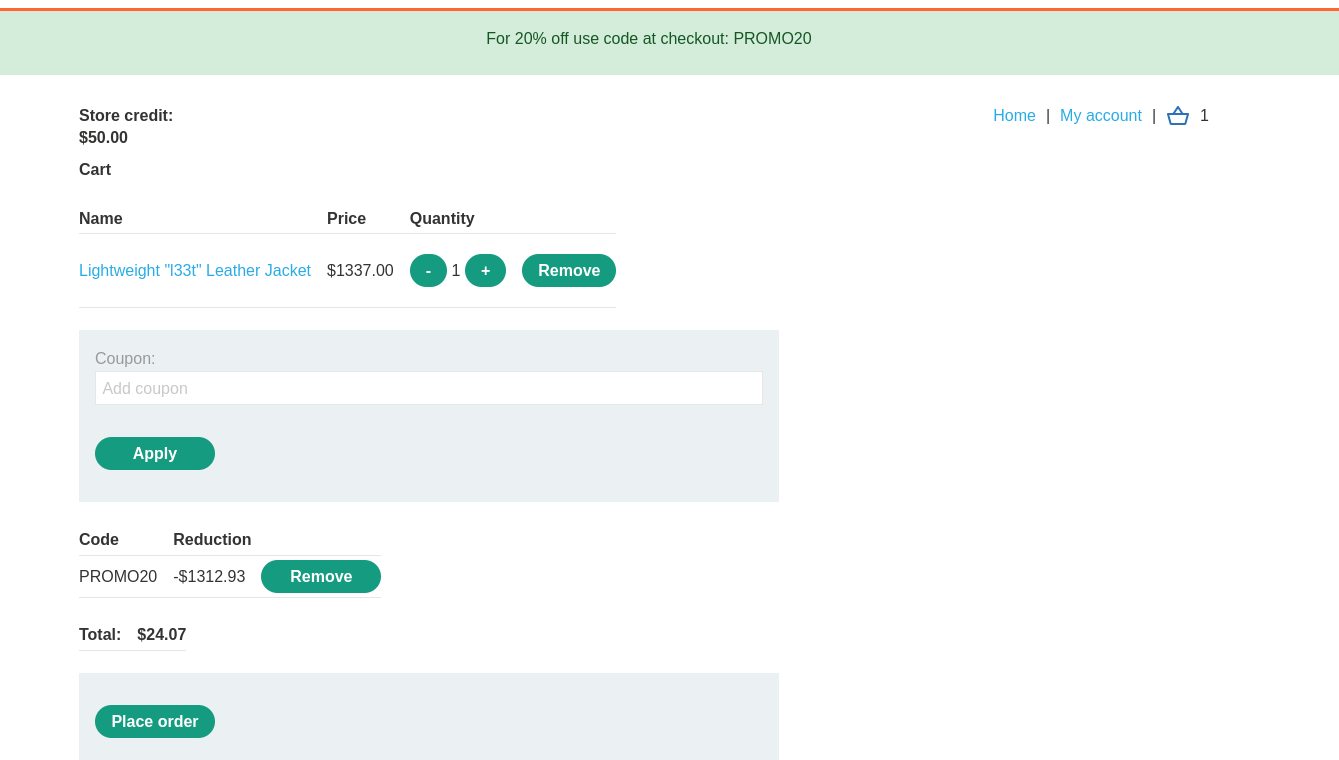 For 20% off use code at checkout: PROMO20
Store credit:
$50.00
Home | My account | 1
Cart
Name Price Quantity
Lightweight "l33t" Leather Jacket $1337.00 - 1 + Remove
Coupon:
Add coupon
Apply
Code Reduction
PROMO20 -$1312.93 Remove
Total: $24.07
Place order